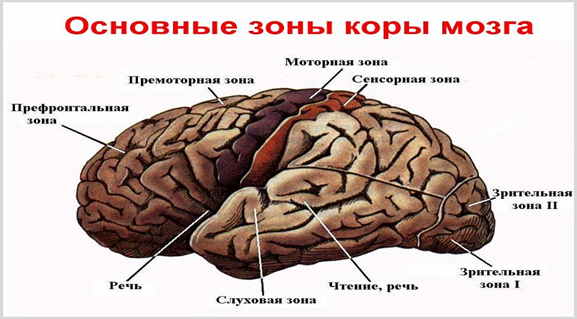 Основные зоны коры мозга
Моторная зона
Премоторная зона
Сенсорная зона
Префронтальная
зона
Зрительная
зона II
Зрительная
зона I
Речь
Чтение, речь
Слуховая зона